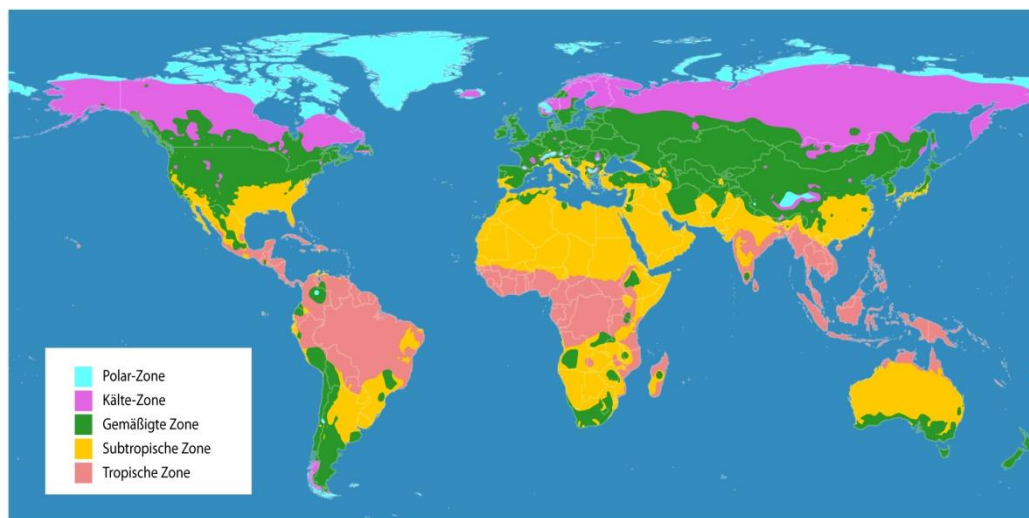 Polar-Zone
Kälte-Zone
Gemäßigte Zone
Subtropische Zone
Tropische Zone